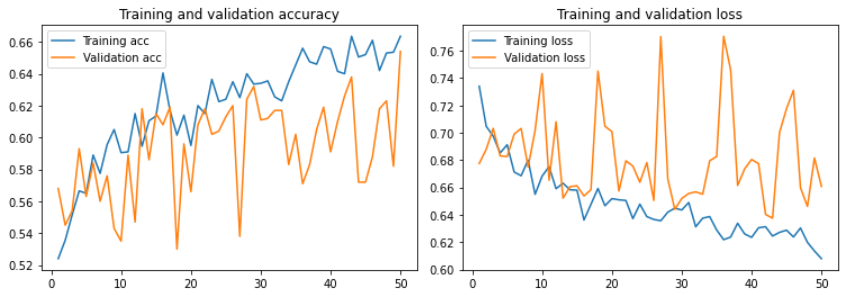 Training and validation accuracy
Training acc
Validation acc
0.66
0.64
0.62
0.60
0.58
0.56
0.54
0.52
0 10 20 30 40 50
Training and validation loss
Training loss
Validation loss
0.76
0.74
0.72
0.70
0.68
0.66
0.64
0.62
0.60
0 10 20 30 40 50